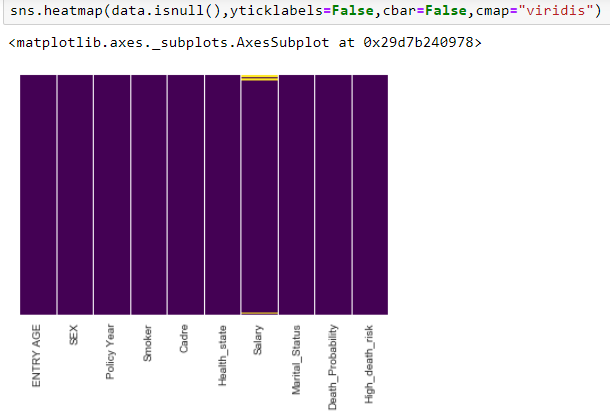 sns.heatmap(data.isnull(),yticklabels=False,cbar=False,cmap="viridis")
<matplotlib.axes._subplots.AxesSubplot at 0x29d7b240978>
ENTRY AGE
SEX
Policy Year
Smoker
Cadre
Health_state
Salary
Marital_Status
Death_Probability
High_death_risk